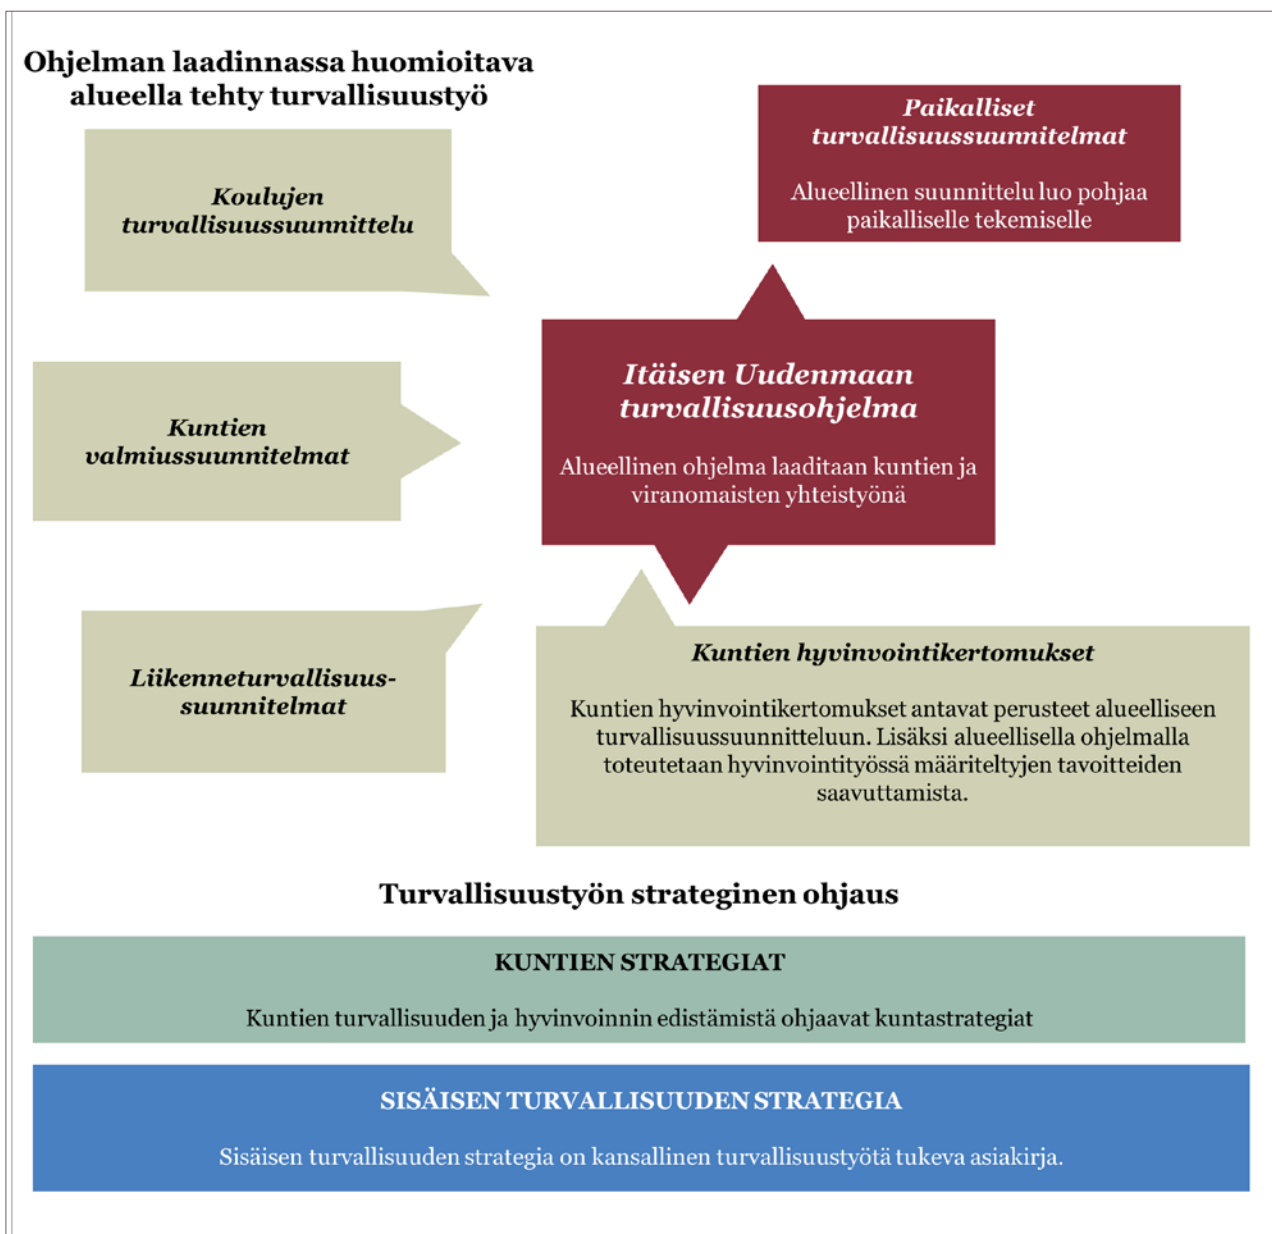 Ohjelman laadinnassa huomioitava
alueella tehty turvallisuustyö
Koulujen
turvallisuussuunnittelu
Kuntien
valmiussuunnitelmat
Liikenneturvallisuus-
suunnitelmat
Paikalliset
turvallisuussuunnitelmat
Alueellinen suunnittelu luo pohjaa
paikalliselle tekemiselle
Itäisen Uudenmaan
turvallisuusohjelma
Alueellinen ohjelma laaditaan kuntien ja
viranomaisten yhteistyönä
Kuntien hyvinvointikertomukset
Kuntien hyvinvointikertomukset antavat perusteet alueelliseen
turvallisuussuunnitteluun. Lisäksi alueellisella ohjelmalla
toteutetaan hyvinvointityössä määriteltyjen tavoitteiden
saavuttamista.
Turvallisuustyön strateginen ohjaus
KUNTIEN STRATEGIAT
Kuntien turvallisuuden ja hyvinvoinnin edistämistä ohjaavat kuntastrategiat
SISÄISEN TURVALLISUUDEN STRATEGIA
Sisäisen turvallisuuden strategia on kansallinen turvallisuustyötä tukeva asiakirja.